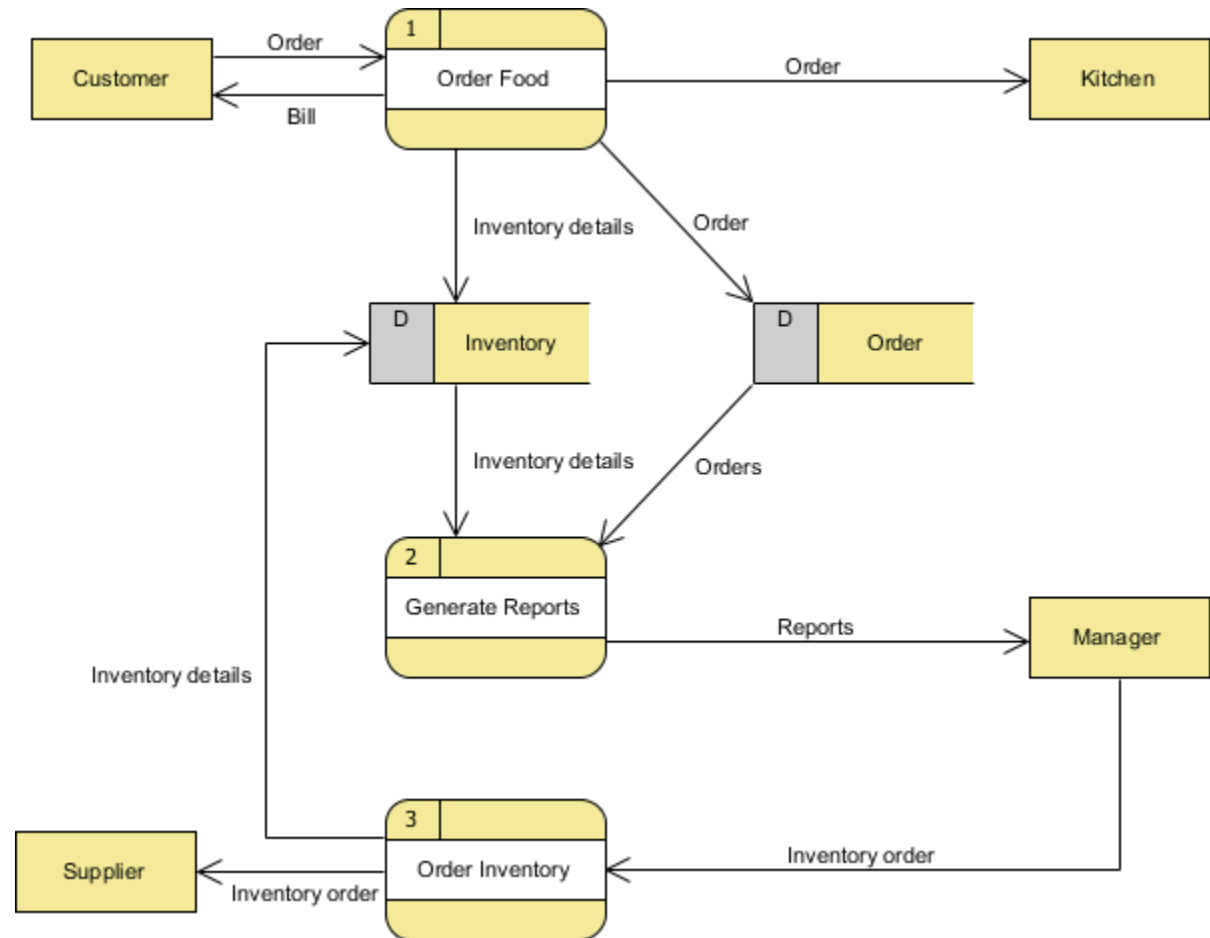 1
Order
Customer
Order Food
Order
Kitchen
Bill
Inventory details
Order
D
Inventory
D
Order
Inventory details
Orders
2
Generate Reports
Reports
Manager
Inventory details
3
Order Inventory
Inventory order
Supplier
Inventory order